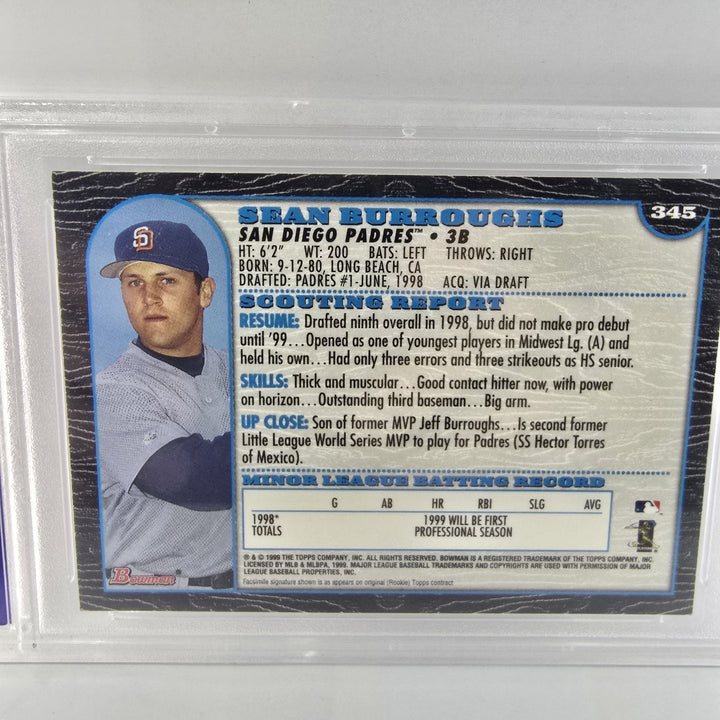 345
SEAN BURROUGHS
SAN DIEGO PADRES™ • 3B
HT: 6'2" WT: 200 BATS: LEFT THROWS: RIGHT
BORN: 9-12-80, LONG BEACH, CA
DRAFTED: PADRES #1-JUNE, 1998 ACQ: VIA DRAFT
SCOUTING REPORT
RESUME: Drafted ninth overall in 1998, but did not make pro debut
until '99...Opened as one of youngest players in Midwest Lg. (A) and
held his own...Had only three errors and three strikeouts as HS senior.
SKILLS: Thick and muscular...Good contact hitter now, with power
on horizon...Outstanding third baseman...Big arm.
UP CLOSE: Son of former MVP Jeff Burroughs...Is second former
Little League World Series MVP to play for Padres (SS Hector Torres
of Mexico).
MINOR LEAGUE BATTING RECORD
G AB HR RBI SLG AVG
1998* 1999 WILL BE FIRST
TOTALS PROFESSIONAL SEASON
® & © 1999 THE TOPPS COMPANY, INC. ALL RIGHTS RESERVED. BOWMAN IS A REGISTERED TRADEMARK OF THE TOPPS COMPANY, INC.
LICENSED BY MLB & MLBPA, 1999. MAJOR LEAGUE BASEBALL TRADEMARKS AND COPYRIGHTS ARE USED WITH PERMISSION OF MAJOR
LEAGUE BASEBALL PROPERTIES, INC.
Facsimile signature shown is as appears on original (Rookie) Topps contract
Bowman
SD